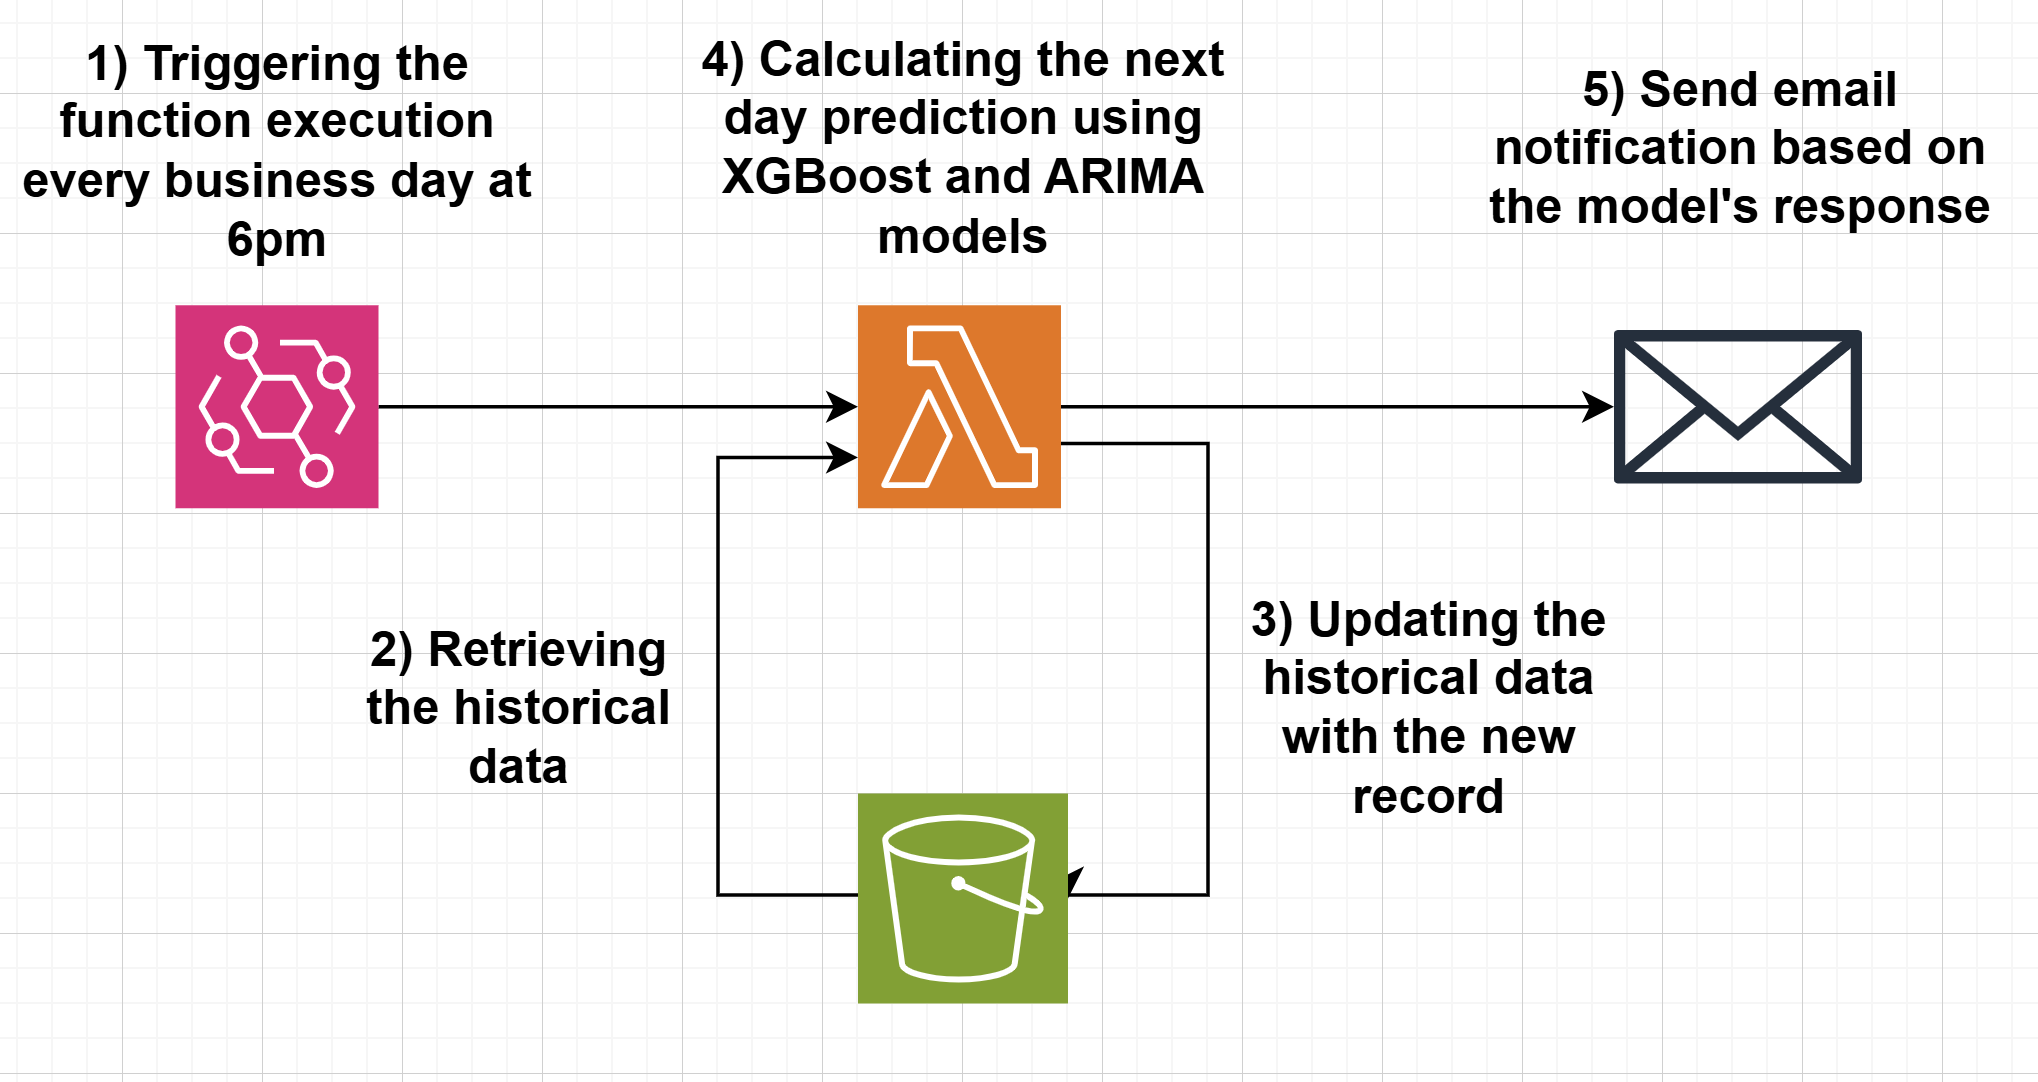 1) Triggering the
function execution
every business day at
6pm
4) Calculating the next
day prediction using
XGBoost and ARIMA
models
5) Send email
notification based on
the model's response
2) Retrieving
the historical
data
3) Updating the
historical data
with the new
record